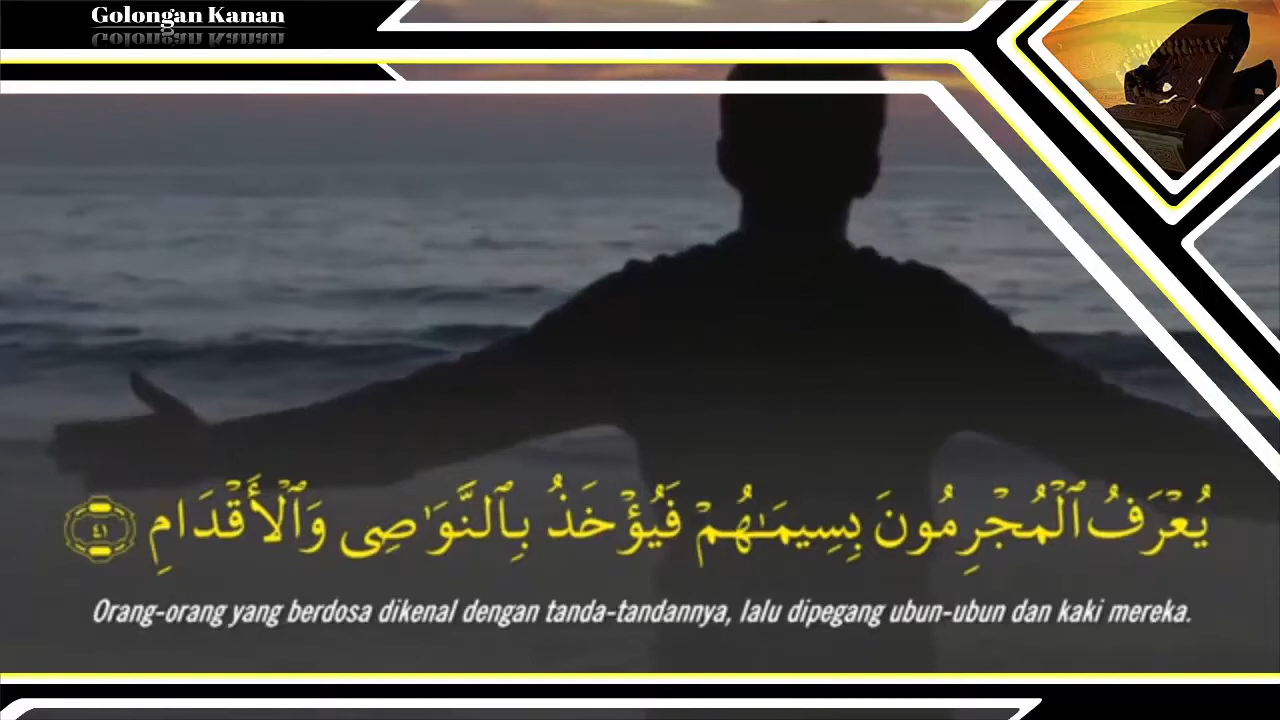 Golongan Kanan
يُعْرَفُ ٱلْمُجْرِمُونَ بِسِيمَـٰهُمْ فَيُؤْخَذُ بِٱلنَّوَٰصِى وَٱلْأَقْدَامِ ٤١
Orang-orang yang berdosa dikenal dengan tanda-tandannya, lalu dipegang ubun-ubun dan kaki mereka.